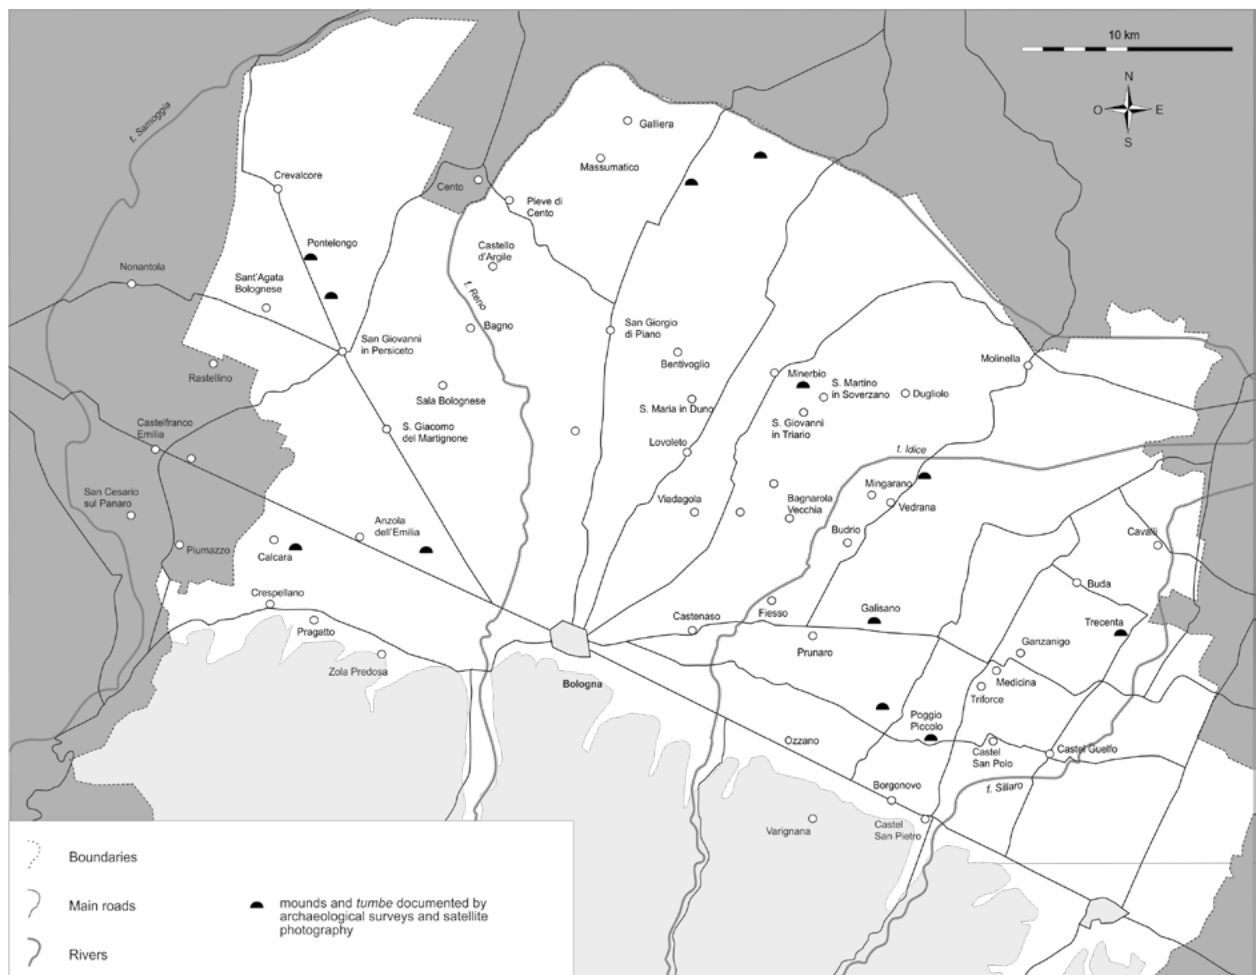 10 km
N
O
E
S
t. Samoggia
Galliera
Massumatico
Crevalcore
Cento
Pieve di
Cento
Pontelongo
Castello
d'Argile
Nonantola
Sant'Agata
Bolognese
f. Reno
San Giovanni
in Persiceto
Bagno
San Giorgio
di Piano
Bentivoglio
Molinella
Rastellino
Sala Bolognese
Minerbio
S. Martino
in Soverzano
Dugliolo
S. Maria in Duno
S. Giovanni
in Triario
Castelfranco
Emilia
S. Giacomo
del Martignone
Lovoleto
t. Idice
San Cesario
sul Panaro
Viadagola
Bagnarola
Vecchia
Mingarano
Vedrana
Anzola
dell'Emilia
Budrio
Cavalli
Piumazzo
Calcara
Buda
Crespellano
Pragatto
Castenaso
Fiesso
Galisano
Trecenta
Prunaro
Ganzanigo
Zola Predosa
Bologna
Medicina
Triforce
Poggio
Piccolo
Ozzano
Castel
San Polo
Castel Guelfo
Borgonovo
f. Sillaro
Varignana
Castel
San Pietro
Boundaries
Main roads
Rivers
mounds and tumbe documented by
archaeological surveys and satellite
photography